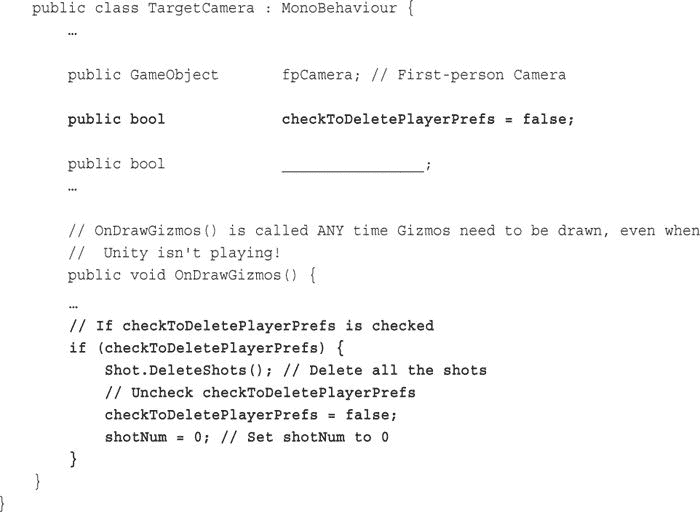 public class TargetCamera : MonoBehaviour {
…
public GameObject fpCamera; // First-person Camera
public bool checkToDeletePlayerPrefs = false;
public bool ________________;
…
// OnDrawGizmos() is called ANY time Gizmos need to be drawn, even when
//  Unity isn't playing!
public void OnDrawGizmos() {
…
// If checkToDeletePlayerPrefs is checked
if (checkToDeletePlayerPrefs) {
Shot.DeleteShots(); // Delete all the shots
// Uncheck checkToDeletePlayerPrefs
checkToDeletePlayerPrefs = false;
shotNum = 0; // Set shotNum to 0
}
}
}